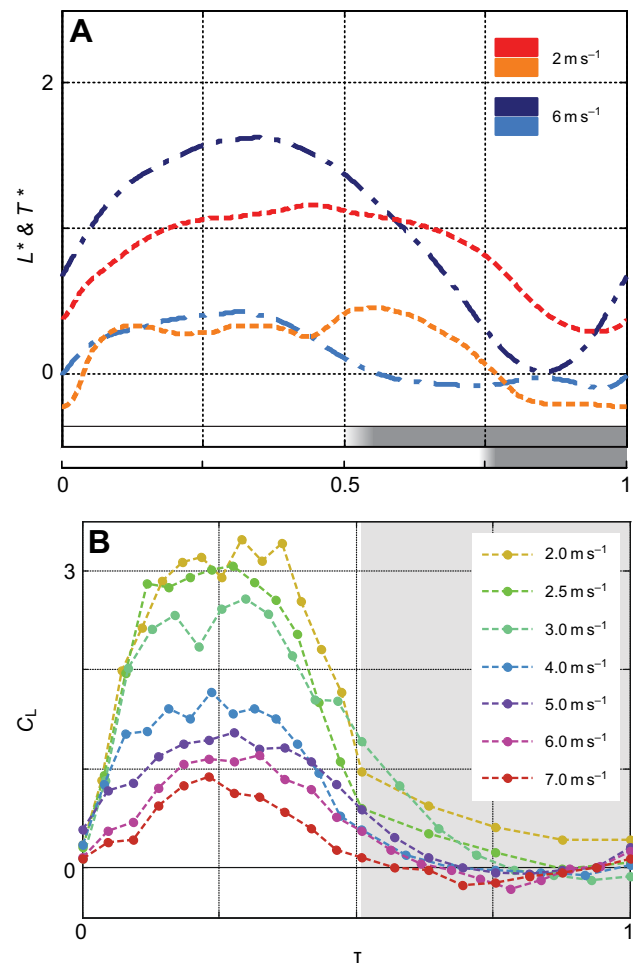 A
2
2 m s⁻¹
6 m s⁻¹
L* & T*
0
0
0.5
1
B
3
2.0 m s⁻¹
2.5 m s⁻¹
3.0 m s⁻¹
4.0 m s⁻¹
5.0 m s⁻¹
6.0 m s⁻¹
7.0 m s⁻¹
C_L
0
0
1
τ